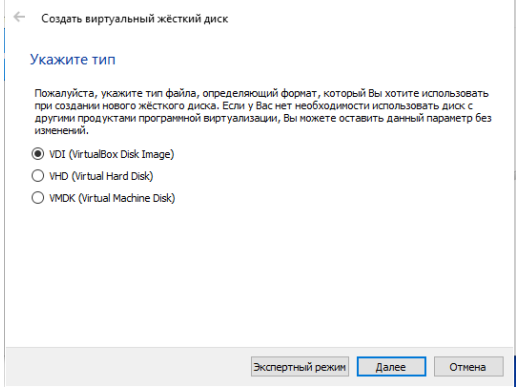 Создать виртуальный жёсткий диск
Укажите тип
Пожалуйста, укажите тип файла, определяющий формат, который Вы хотите использовать
при создании нового жёсткого диска. Если у Вас нет необходимости использовать диск с
другими продуктами программной виртуализации, Вы можете оставить данный параметр без
изменений.
VDI (VirtualBox Disk Image)
VHD (Virtual Hard Disk)
VMDK (Virtual Machine Disk)
Экспертный режим Далее Отмена